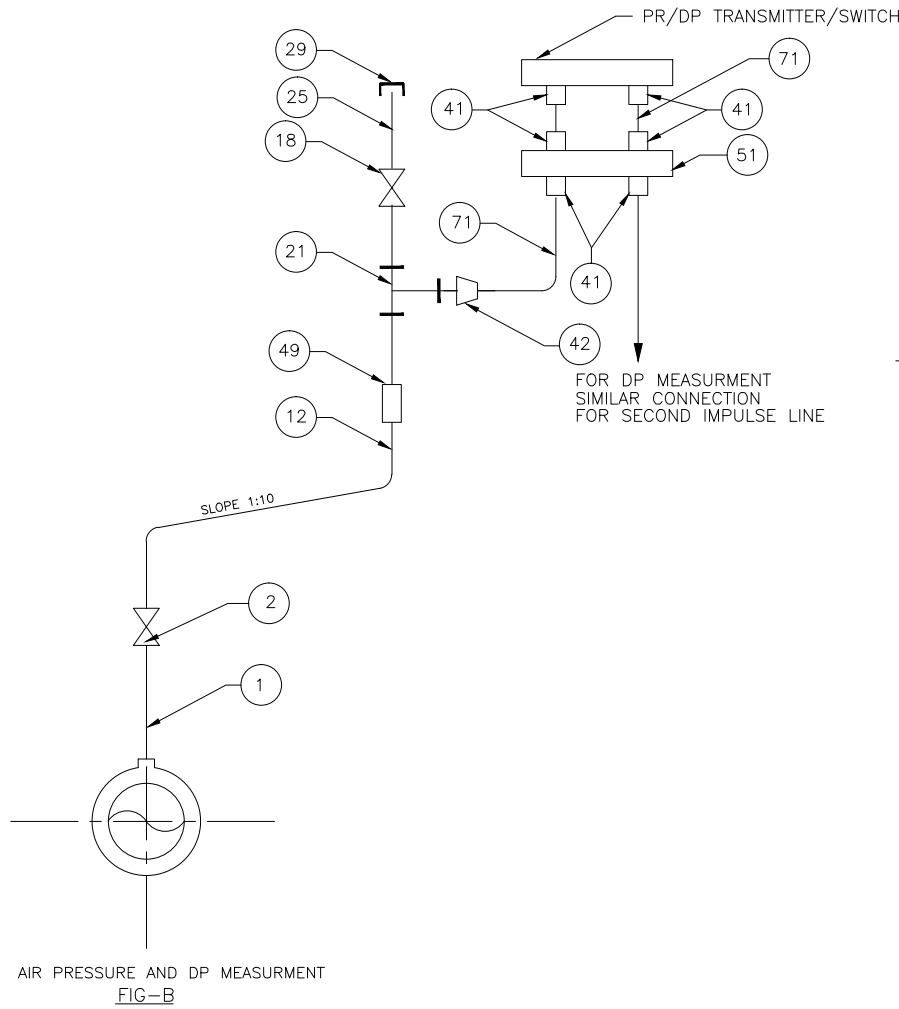 PR/DP TRANSMITTER/SWITCH
29
71
25
41
41
18
51
71
21
41
42
49
FOR DP MEASURMENT
SIMILAR CONNECTION
FOR SECOND IMPULSE LINE
12
SLOPE 1:10
2
1
AIR PRESSURE AND DP MEASURMENT
FIG-B